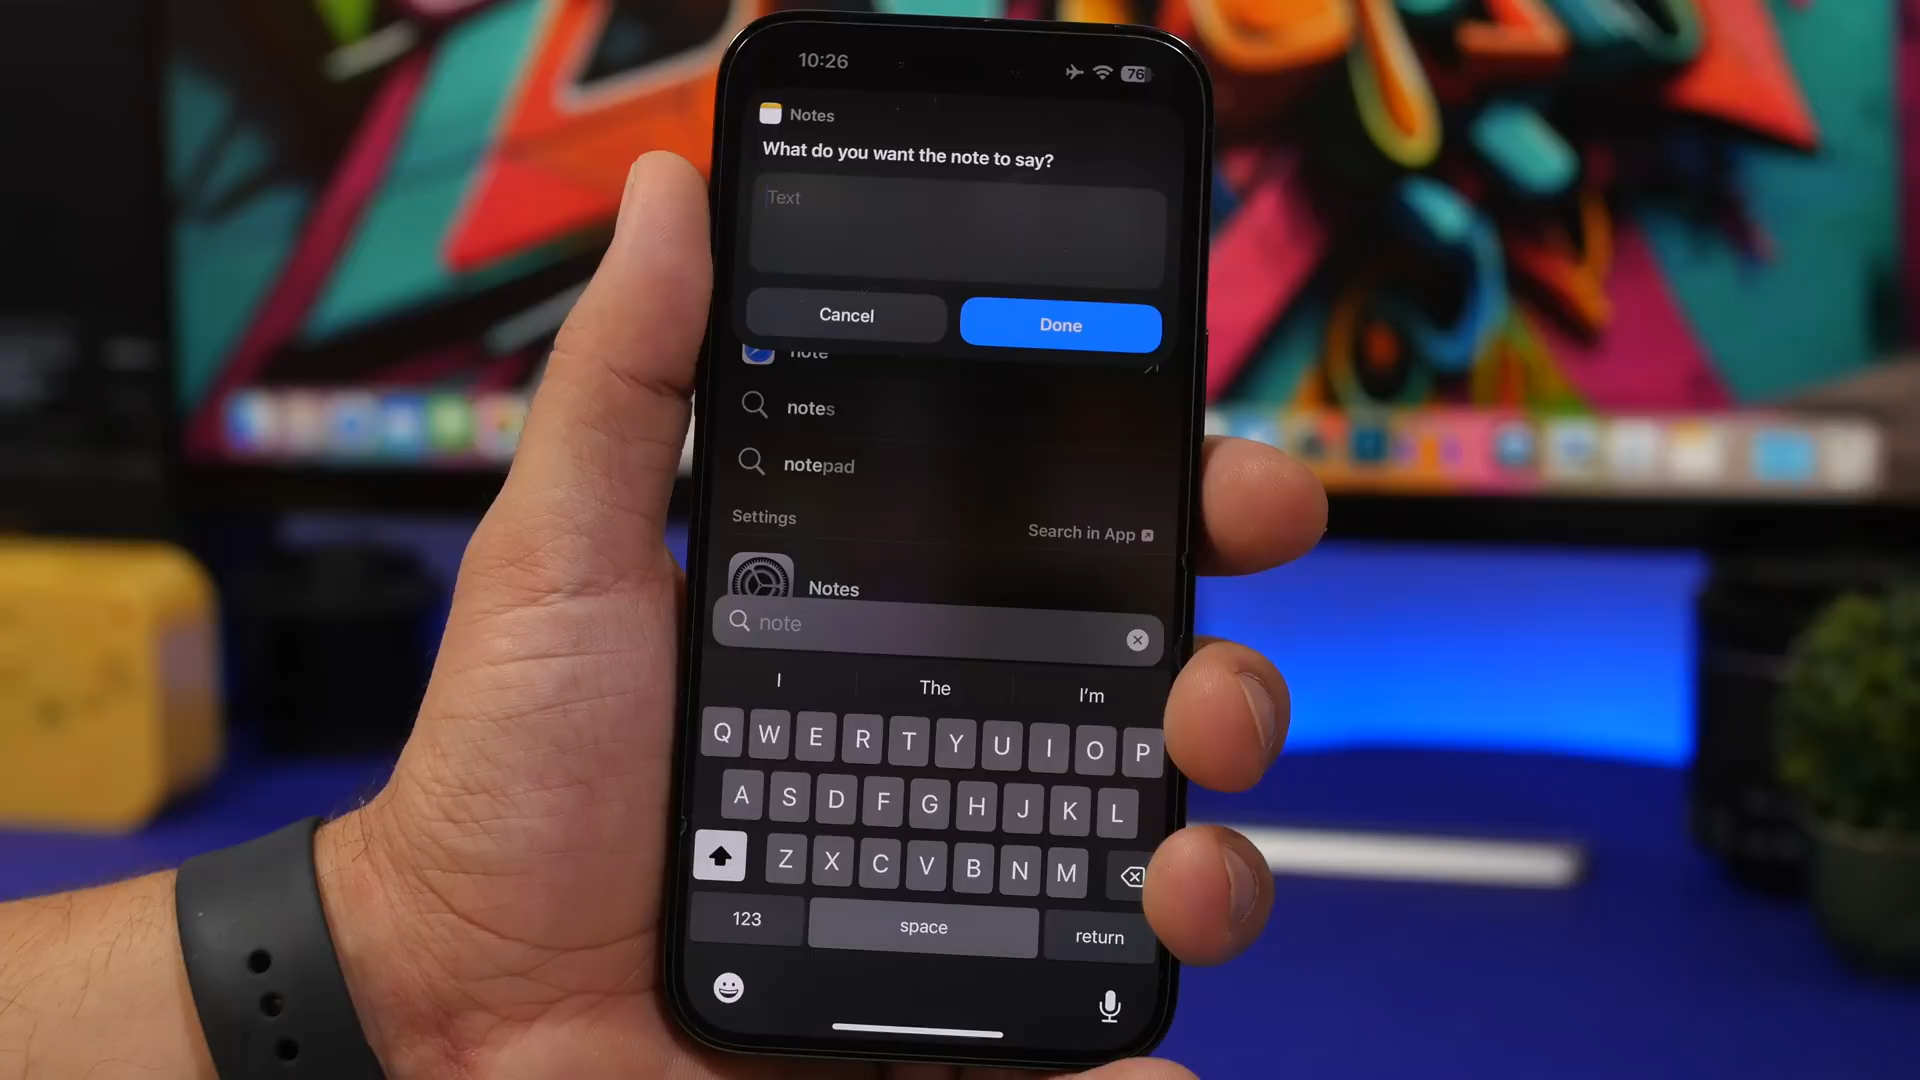 10:26
76
Notes
What do you want the note to say?
Text
Cancel
Done
note
notes
notepad
Settings
Search in App
Notes
note
I
The
I'm
Q W E R T Y U I O P
A S D F G H J K L
Z X C V B N M
123
space
return